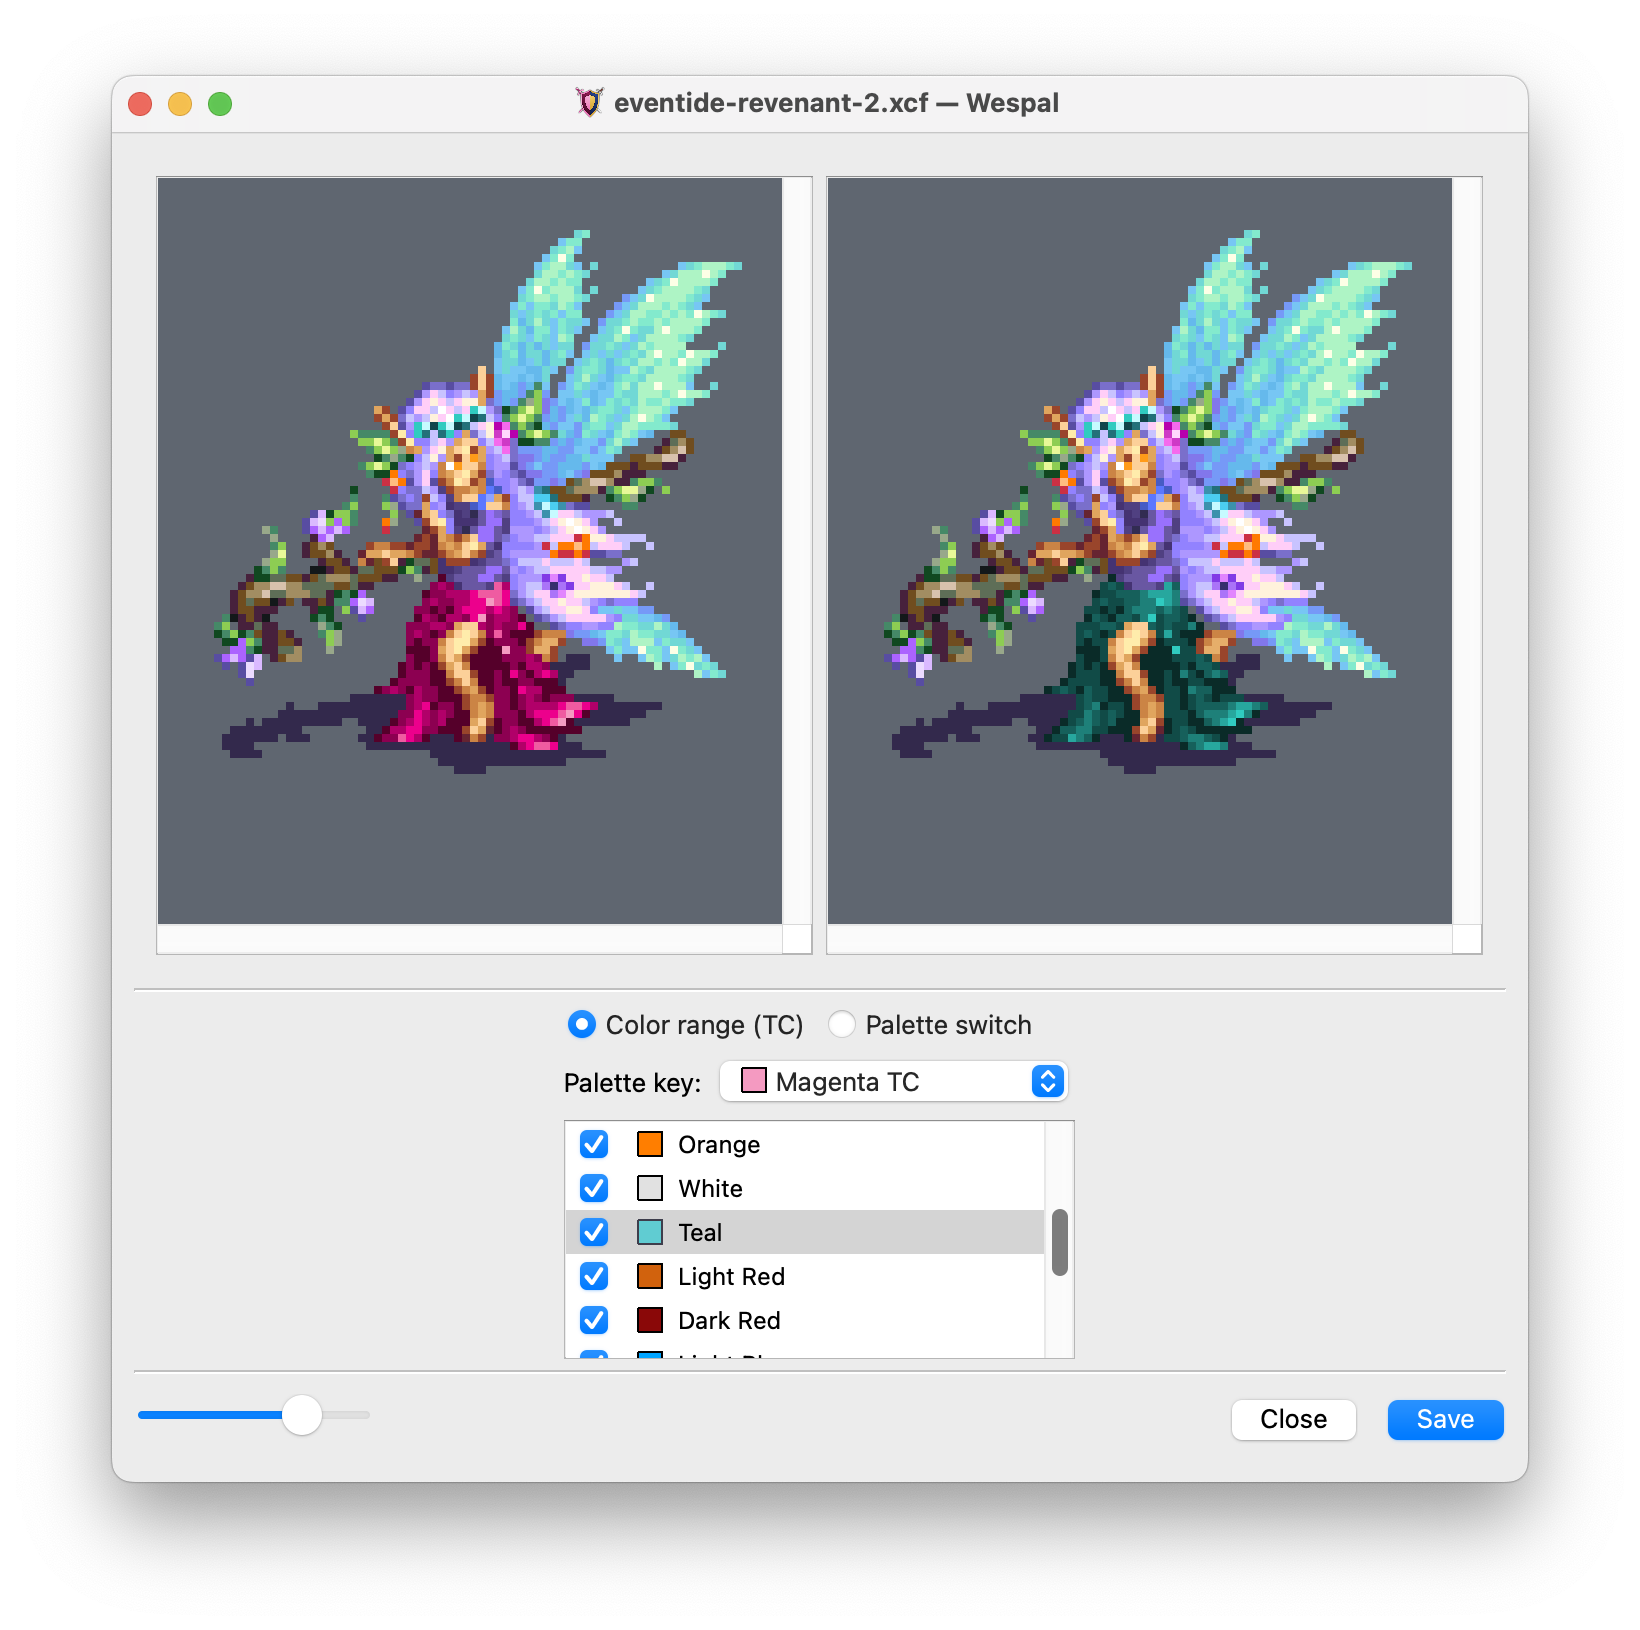 eventide-revenant-2.xcf — Wespal
Color range (TC) Palette switch
Palette key: Magenta TC
Orange
White
Teal
Light Red
Dark Red
Close Save